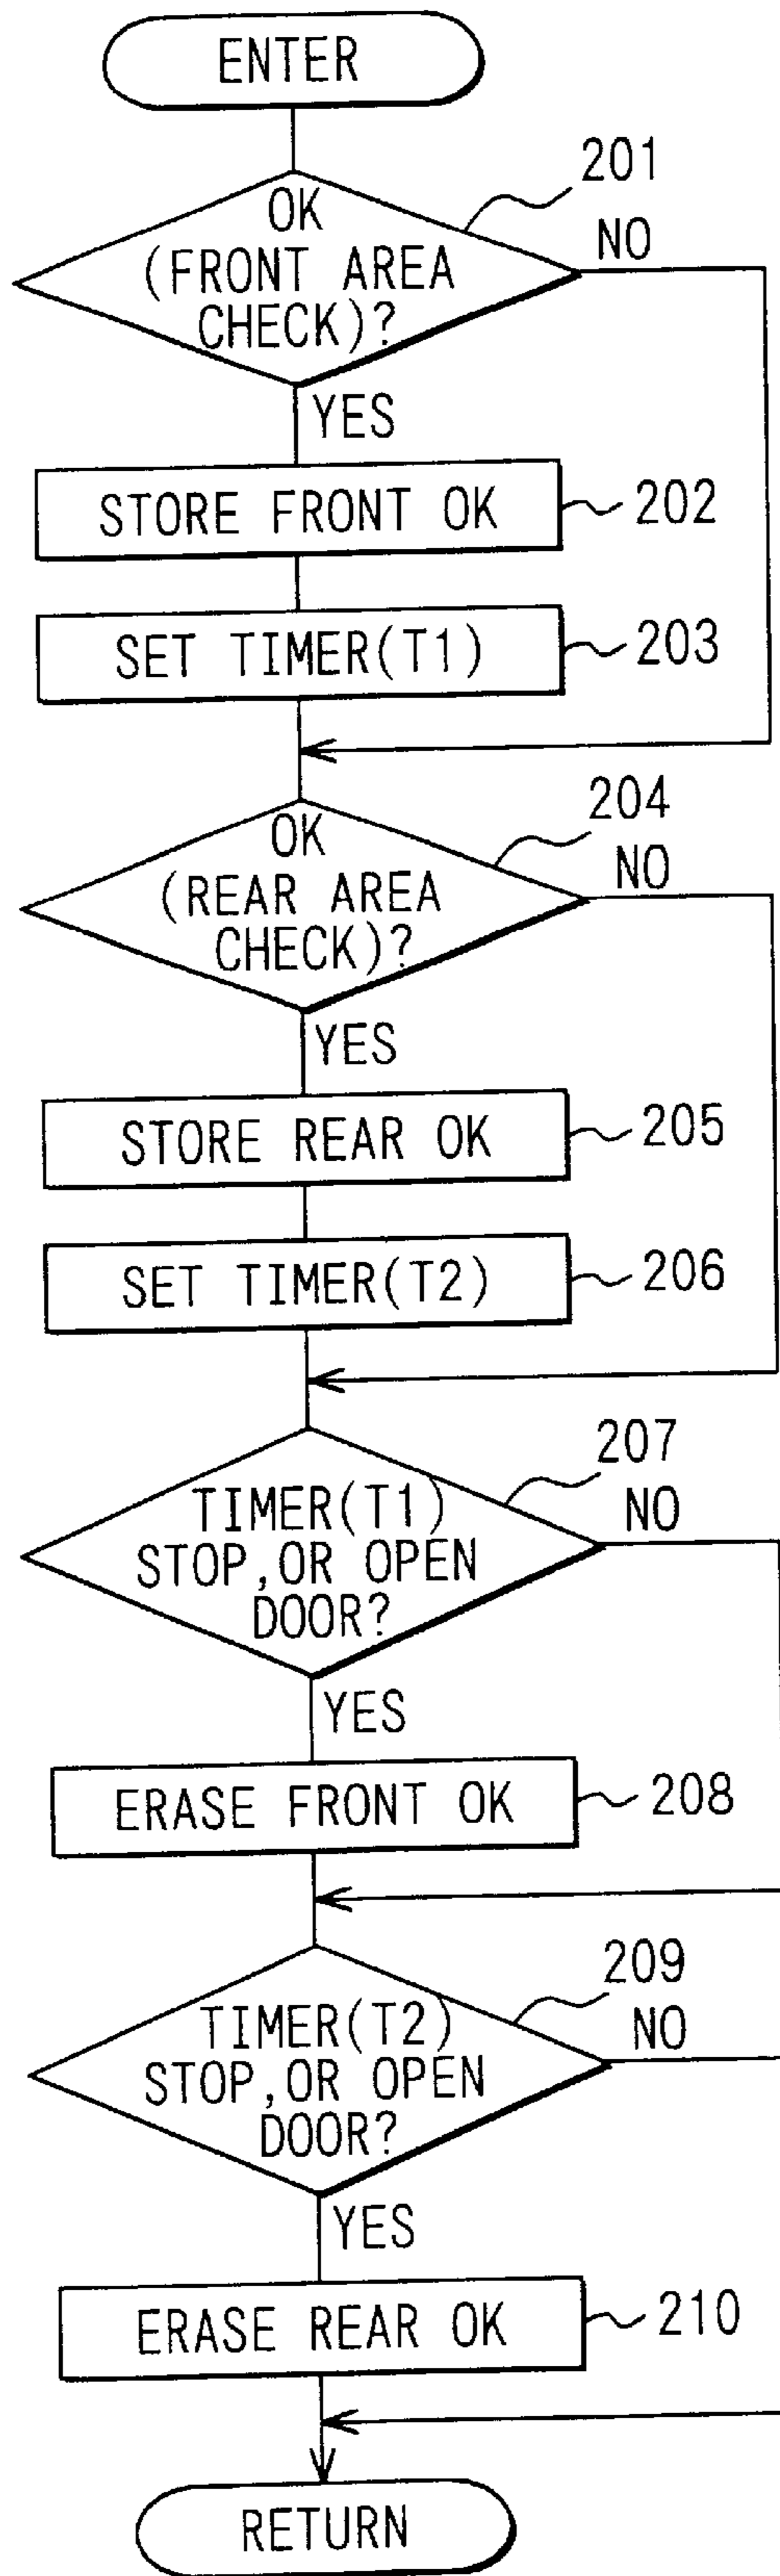 ENTER
201
OK
(FRONT AREA
CHECK)?
NO
YES
STORE FRONT OK
202
SET TIMER(T1)
203
204
OK
(REAR AREA
CHECK)?
NO
YES
STORE REAR OK
205
SET TIMER(T2)
206
207
TIMER(T1)
STOP,OR OPEN
DOOR?
NO
YES
ERASE FRONT OK
208
209
TIMER(T2)
STOP,OR OPEN
DOOR?
NO
YES
ERASE REAR OK
210
RETURN